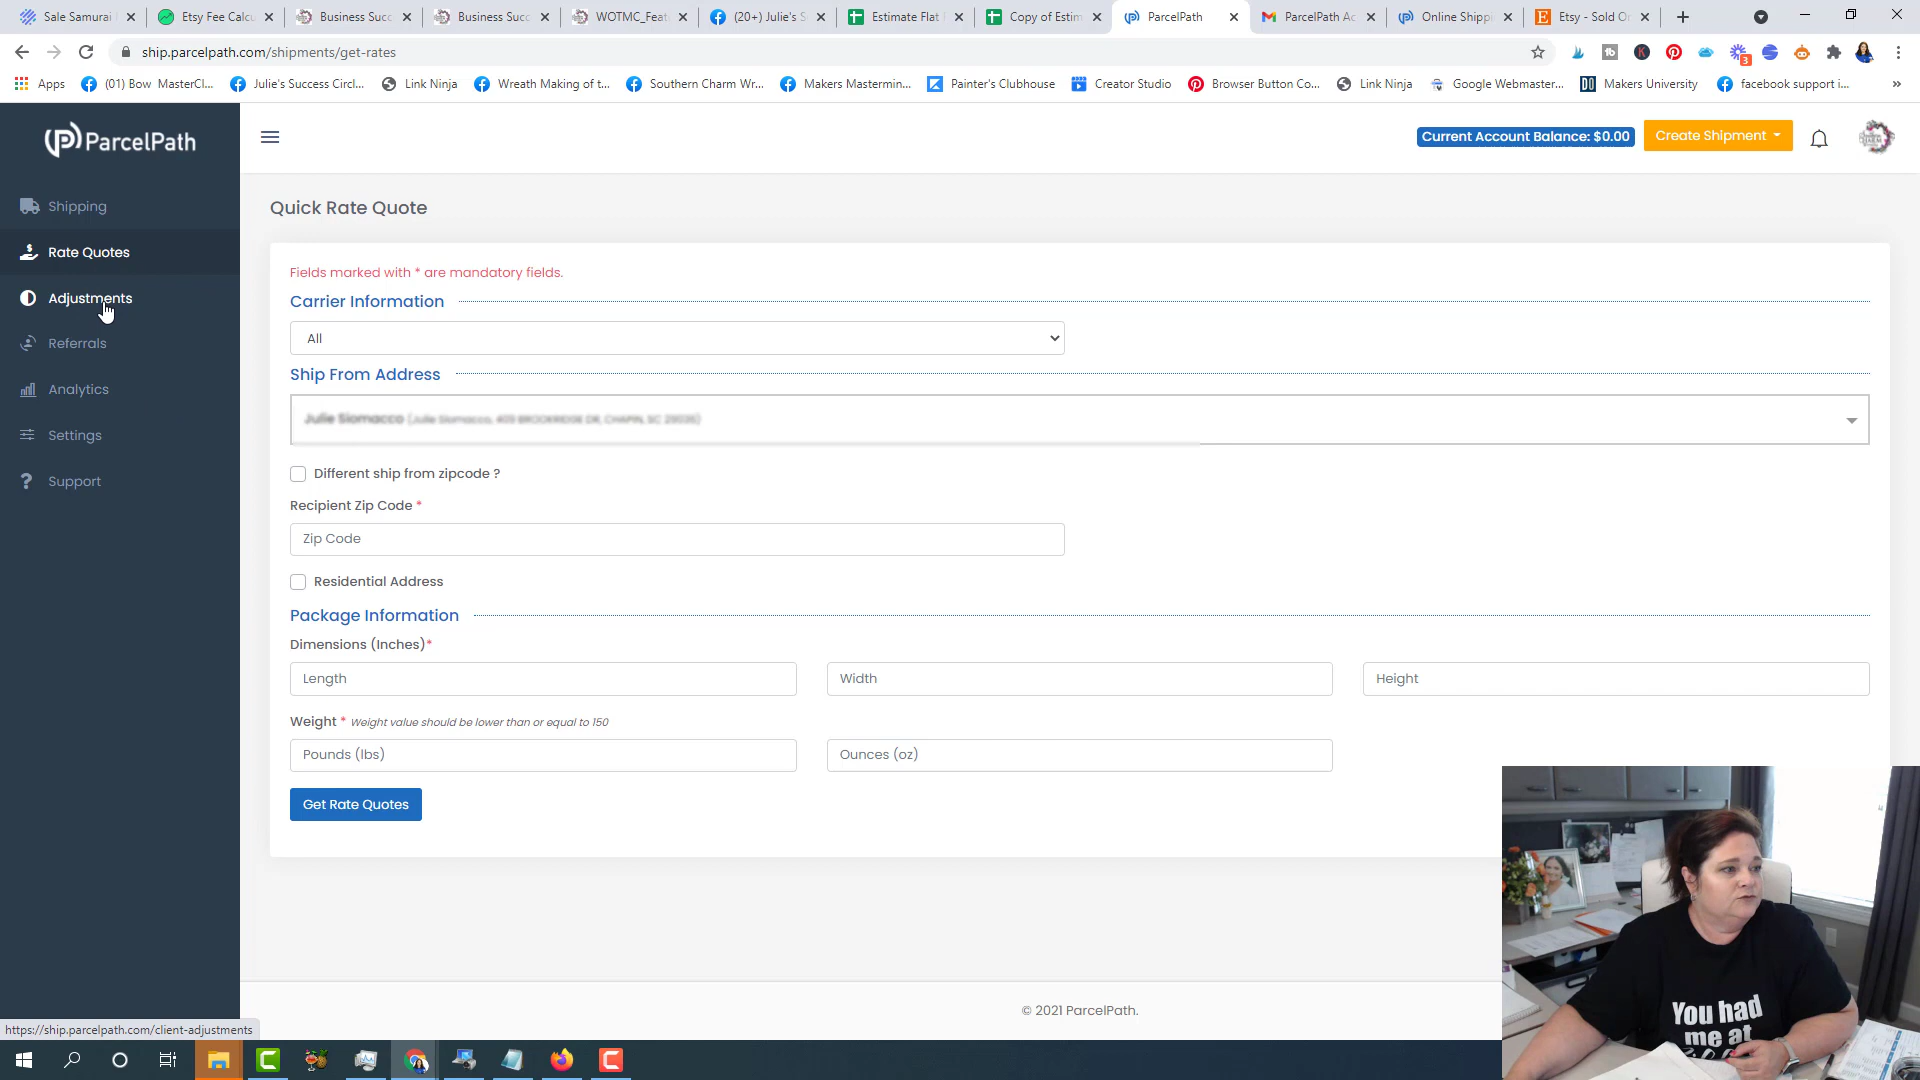 Sale Samurai
Etsy Fee Calcu
Business Succ
Business Succ
WOTMC_Feat
(20+) Julie's S
Estimate Flat
Copy of Estim
ParcelPath
ParcelPath Ac
Online Shippi
Etsy - Sold Or
ship.parcelpath.com/shipments/get-rates
3
Apps
(01) Bow MasterCl...
Julie's Success Circl...
Link Ninja
Wreath Making of t...
Southern Charm Wr...
Makers Mastermin...
Painter's Clubhouse
Creator Studio
Browser Button Co...
Link Ninja
Google Webmaster...
Makers University
facebook support i...
ParcelPath
Current Account Balance: $0.00
Create Shipment
Shipping
Rate Quotes
Adjustments
Referrals
Analytics
Settings
Support
Quick Rate Quote
Fields marked with * are mandatory fields.
Carrier Information
All
Ship From Address
Julie Siomacco
Different ship from zipcode ?
Recipient Zip Code *
Zip Code
Residential Address
Package Information
Dimensions (Inches)*
Length
Width
Height
Weight * Weight value should be lower than or equal to 150
Pounds (lbs)
Ounces (oz)
Get Rate Quotes
© 2021 ParcelPath.
https://ship.parcelpath.com/client-adjustments
You had
me at